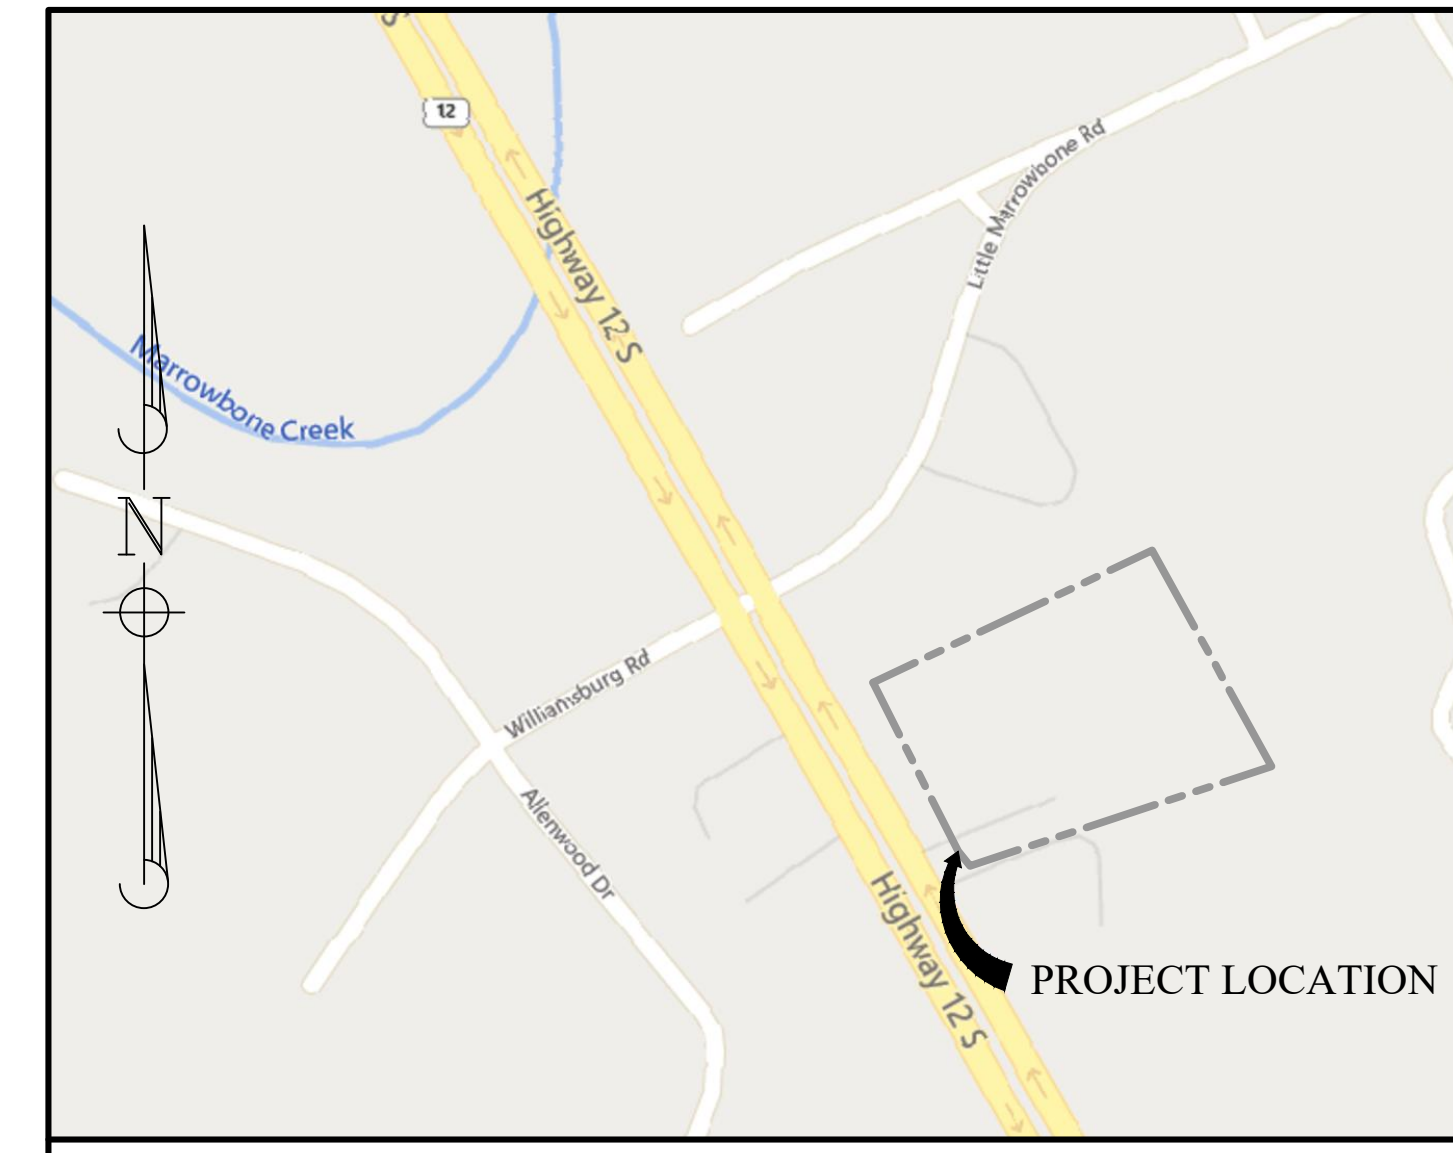 S
12
Highway 12 S
Little Marrowbone Rd
Marrowbone Creek
N
Williamsburg Rd
Allenwood Dr
Highway 12 S
PROJECT LOCATION